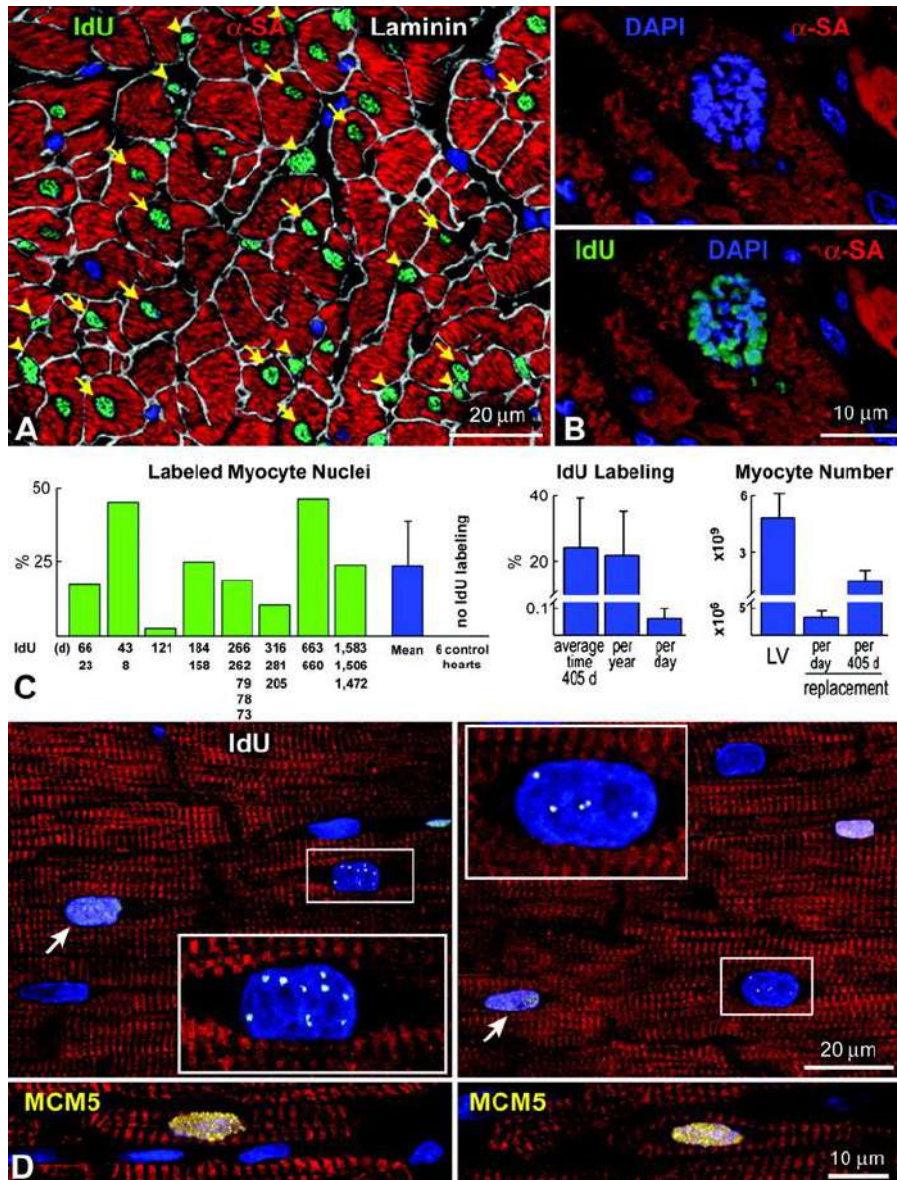 IdU α-SA Laminin
20 µm
A
DAPI α-SA
IdU DAPI α-SA
10 µm
B
Labeled Myocyte Nuclei
50
25
%
no IdU labeling
IdU (d) 66 43 121 184 266 316 663 1,583 Mean 6 control
23 8 158 262 281 660 1,506 hearts
79 205 1,472
78
73
C
IdU Labeling
40
20
%
0.1
average per per
time year day
405 d
Myocyte Number
6
3
x10⁹
5
x10⁶
LV per day per 405 d
replacement
IdU
20 µm
MCM5
MCM5
10 µm
D